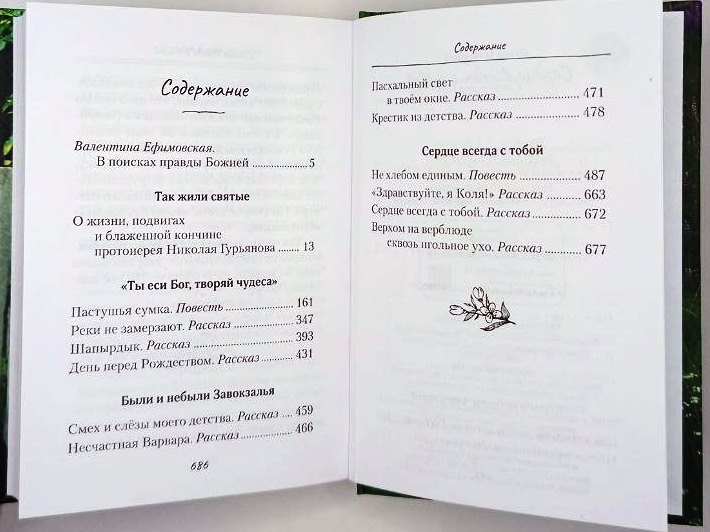 Содержание
Валентина Ефимовская.
В поисках правды Божией ................ 5
Так жили святые
О жизни, подвигах
и блаженной кончине
протоиерея Николая Гурьянова ........ 13
«Ты еси Бог, творяй чудеса»
Пастушья сумка. Повесть .................... 161
Реки не замерзают. Рассказ ................ 347
Шапырдык. Рассказ ............................ 393
День перед Рождеством. Рассказ ........ 431
Были и небыли Завокзалья
Смех и слёзы моего детства. Рассказ .... 459
Несчастная Варвара. Рассказ .............. 466
686
Содержание
Пасхальный свет
в твоём окне. Рассказ ...................... 471
Крестик из детства. Рассказ ................ 478
Сердце всегда с тобой
Не хлебом единым. Повесть ................ 487
«Здравствуйте, я Коля!» Рассказ ........ 663
Сердце всегда с тобой. Рассказ ............ 672
Верхом на верблюде
сквозь игольное ухо. Рассказ ............ 677